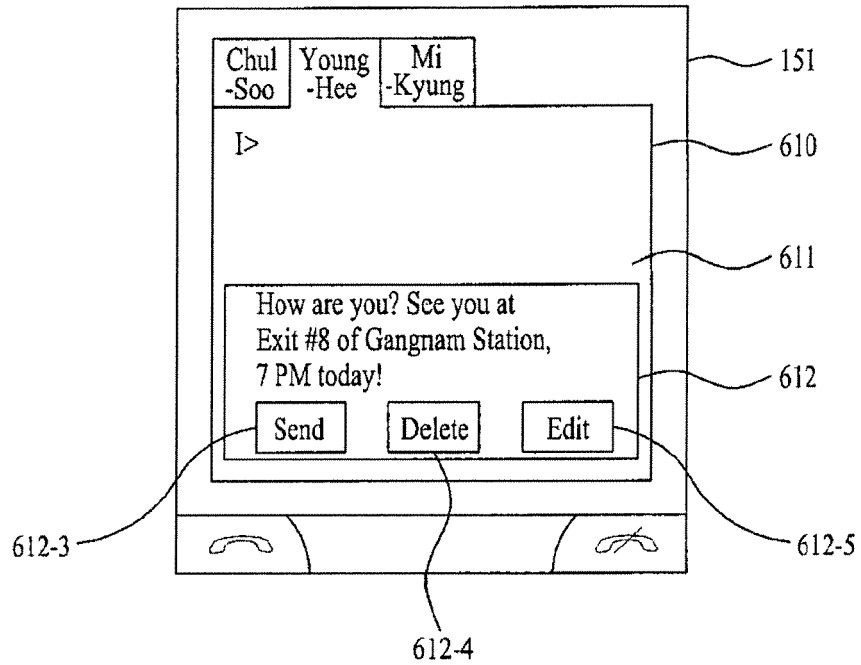 Chul
-Soo
Young
-Hee
Mi
-Kyung
151
I>
610
611
How are you? See you at
Exit #8 of Gangnam Station,
7 PM today!
612
Send
Delete
Edit
612-3
612-5
612-4